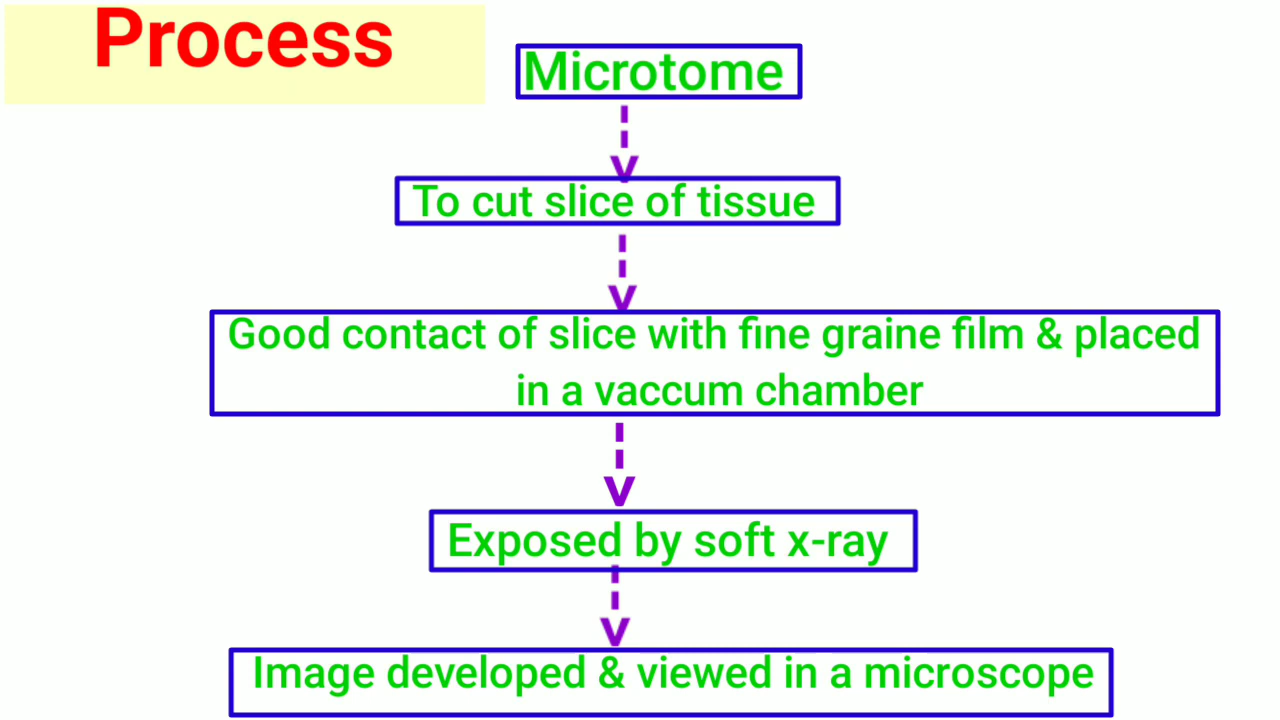 Process
Microtome
To cut slice of tissue
Good contact of slice with fine graine film & placed
in a vaccum chamber
Exposed by soft x-ray
Image developed & viewed in a microscope